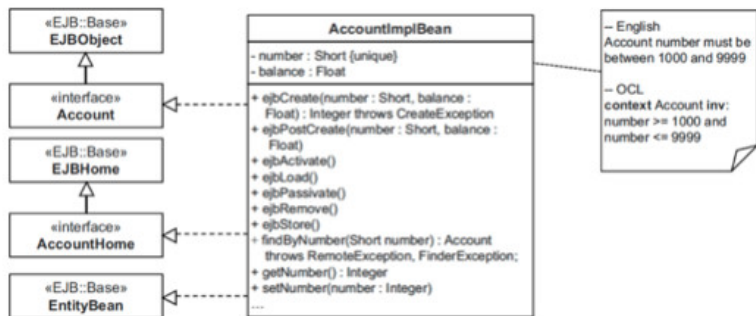 «EJB::Base»
EJBObject
«interface»
Account
«EJB::Base»
EJBHome
«interface»
AccountHome
«EJB::Base»
EntityBean
AccountImplBean
- number : Short {unique}
- balance : Float
+ ejbCreate(number : Short, balance :
Float) : Integer throws CreateException
+ ejbPostCreate(number : Short, balance :
Float)
+ ejbActivate()
+ ejbLoad()
+ ejbPassivate()
+ ejbRemove()
+ ejbStore()
+ findByNumber(Short number) : Account
throws RemoteException, FinderException;
+ getNumber() : Integer
+ setNumber(number : Integer)
....
-- English
Account number must be
between 1000 and 9999
-- OCL
context Account inv:
number >= 1000 and
number <= 9999